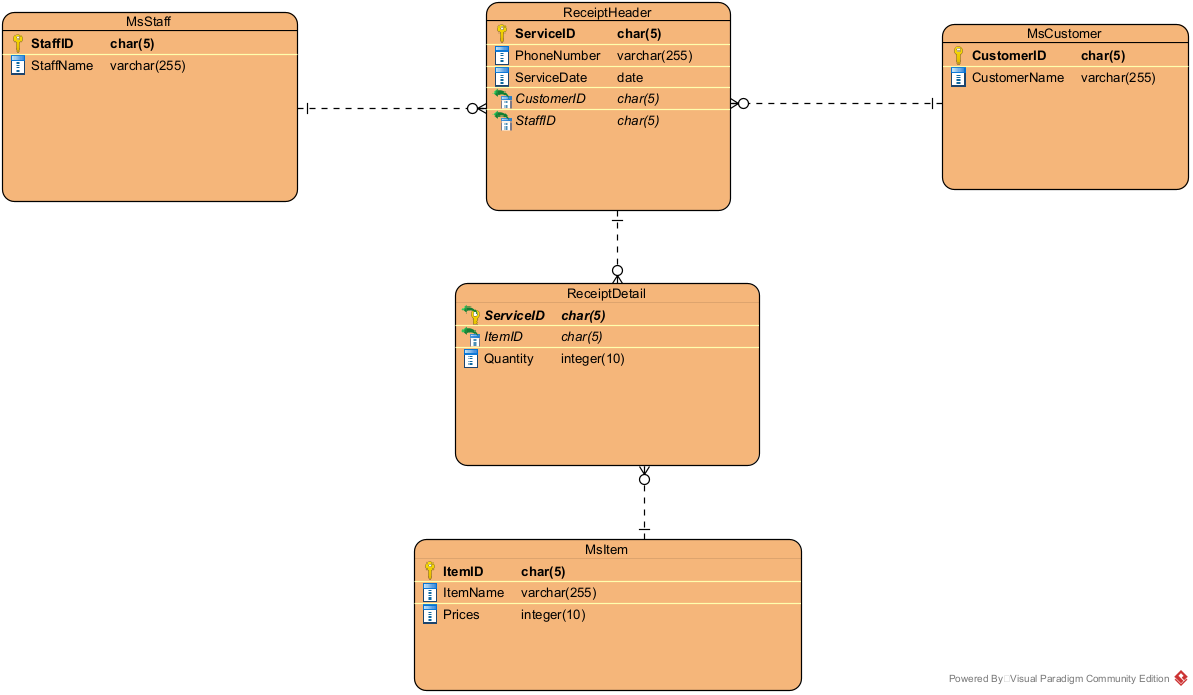 MsStaff
StaffID char(5)
StaffName varchar(255)
ReceiptHeader
ServiceID char(5)
PhoneNumber varchar(255)
ServiceDate date
CustomerID char(5)
StaffID char(5)
MsCustomer
CustomerID char(5)
CustomerName varchar(255)
ReceiptDetail
ServiceID char(5)
ItemID char(5)
Quantity integer(10)
MsItem
ItemID char(5)
ItemName varchar(255)
Prices integer(10)
Powered By Visual Paradigm Community Edition